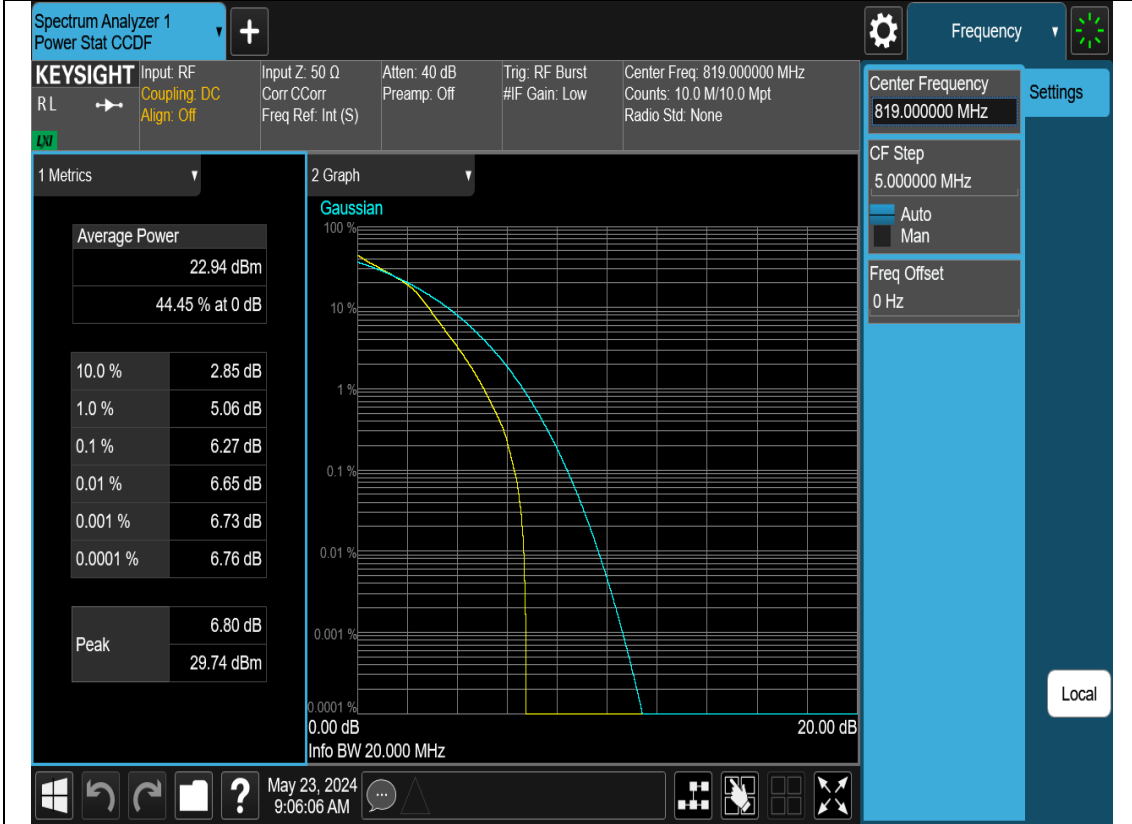 Spectrum Analyzer 1
Power Stat CCDF
Frequency
KEYSIGHT
RL
LXI
Input: RF
Coupling: DC
Align: Off
Input Z: 50 Ω
Corr CCorr
Freq Ref: Int (S)
Atten: 40 dB
Preamp: Off
Trig: RF Burst
#IF Gain: Low
Center Freq: 819.000000 MHz
Counts: 10.0 M/10.0 Mpt
Radio Std: None
Center Frequency
819.000000 MHz
Settings
CF Step
5.000000 MHz
Auto
Man
Freq Offset
0 Hz
1 Metrics
Average Power
22.94 dBm
44.45 % at 0 dB
10.0 % 2.85 dB
1.0 % 5.06 dB
0.1 % 6.27 dB
0.01 % 6.65 dB
0.001 % 6.73 dB
0.0001 % 6.76 dB
Peak
6.80 dB
29.74 dBm
2 Graph
Gaussian
100 %
10 %
1 %
0.1 %
0.01 %
0.001 %
0.0001 %
0.00 dB 20.00 dB
Info BW 20.000 MHz
Local
?
May 23, 2024
9:06:06 AM